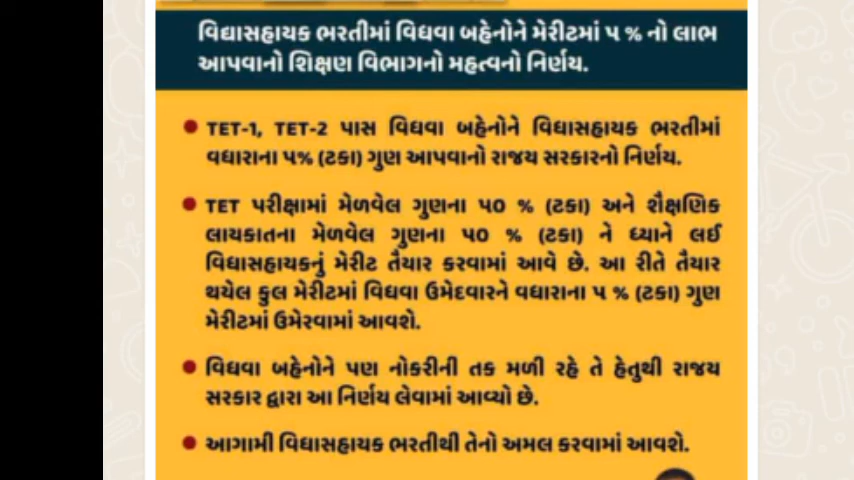 વિદ્યાસહાયક ભરતીમાં વિધવા બહેનોને મેરીટમાં ૫ % નો લાભ
આપવાનો શિક્ષણ વિભાગનો મહત્વનો નિર્ણય.
TET-1, TET-2 પાસ વિધવા બહેનોને વિદ્યાસહાયક ભરતીમાં
વધારાના ૫% (ટકા) ગુણ આપવાનો રાજય સરકારનો નિર્ણય.
TET પરીક્ષામાં મેળવેલ ગુણના ૫૦ % (ટકા) અને શૈક્ષણિક
લાયકાતના મેળવેલ ગુણના ૫૦ % (ટકા) ને ધ્યાને લઈ
વિદ્યાસહાયકનું મેરીટ તૈયાર કરવામાં આવે છે. આ રીતે તૈયાર
થયેલ કુલ મેરીટમાં વિધવા ઉમેદવારને વધારાના ૫ % (ટકા) ગુણ
મેરીટમાં ઉમેરવામાં આવશે.
વિધવા બહેનોને પણ નોકરીની તક મળી રહે તે હેતુથી રાજય
સરકાર દ્વારા આ નિર્ણય લેવામાં આવ્યો છે.
આગામી વિદ્યાસહાયક ભરતીથી તેનો અમલ કરવામાં આવશે.